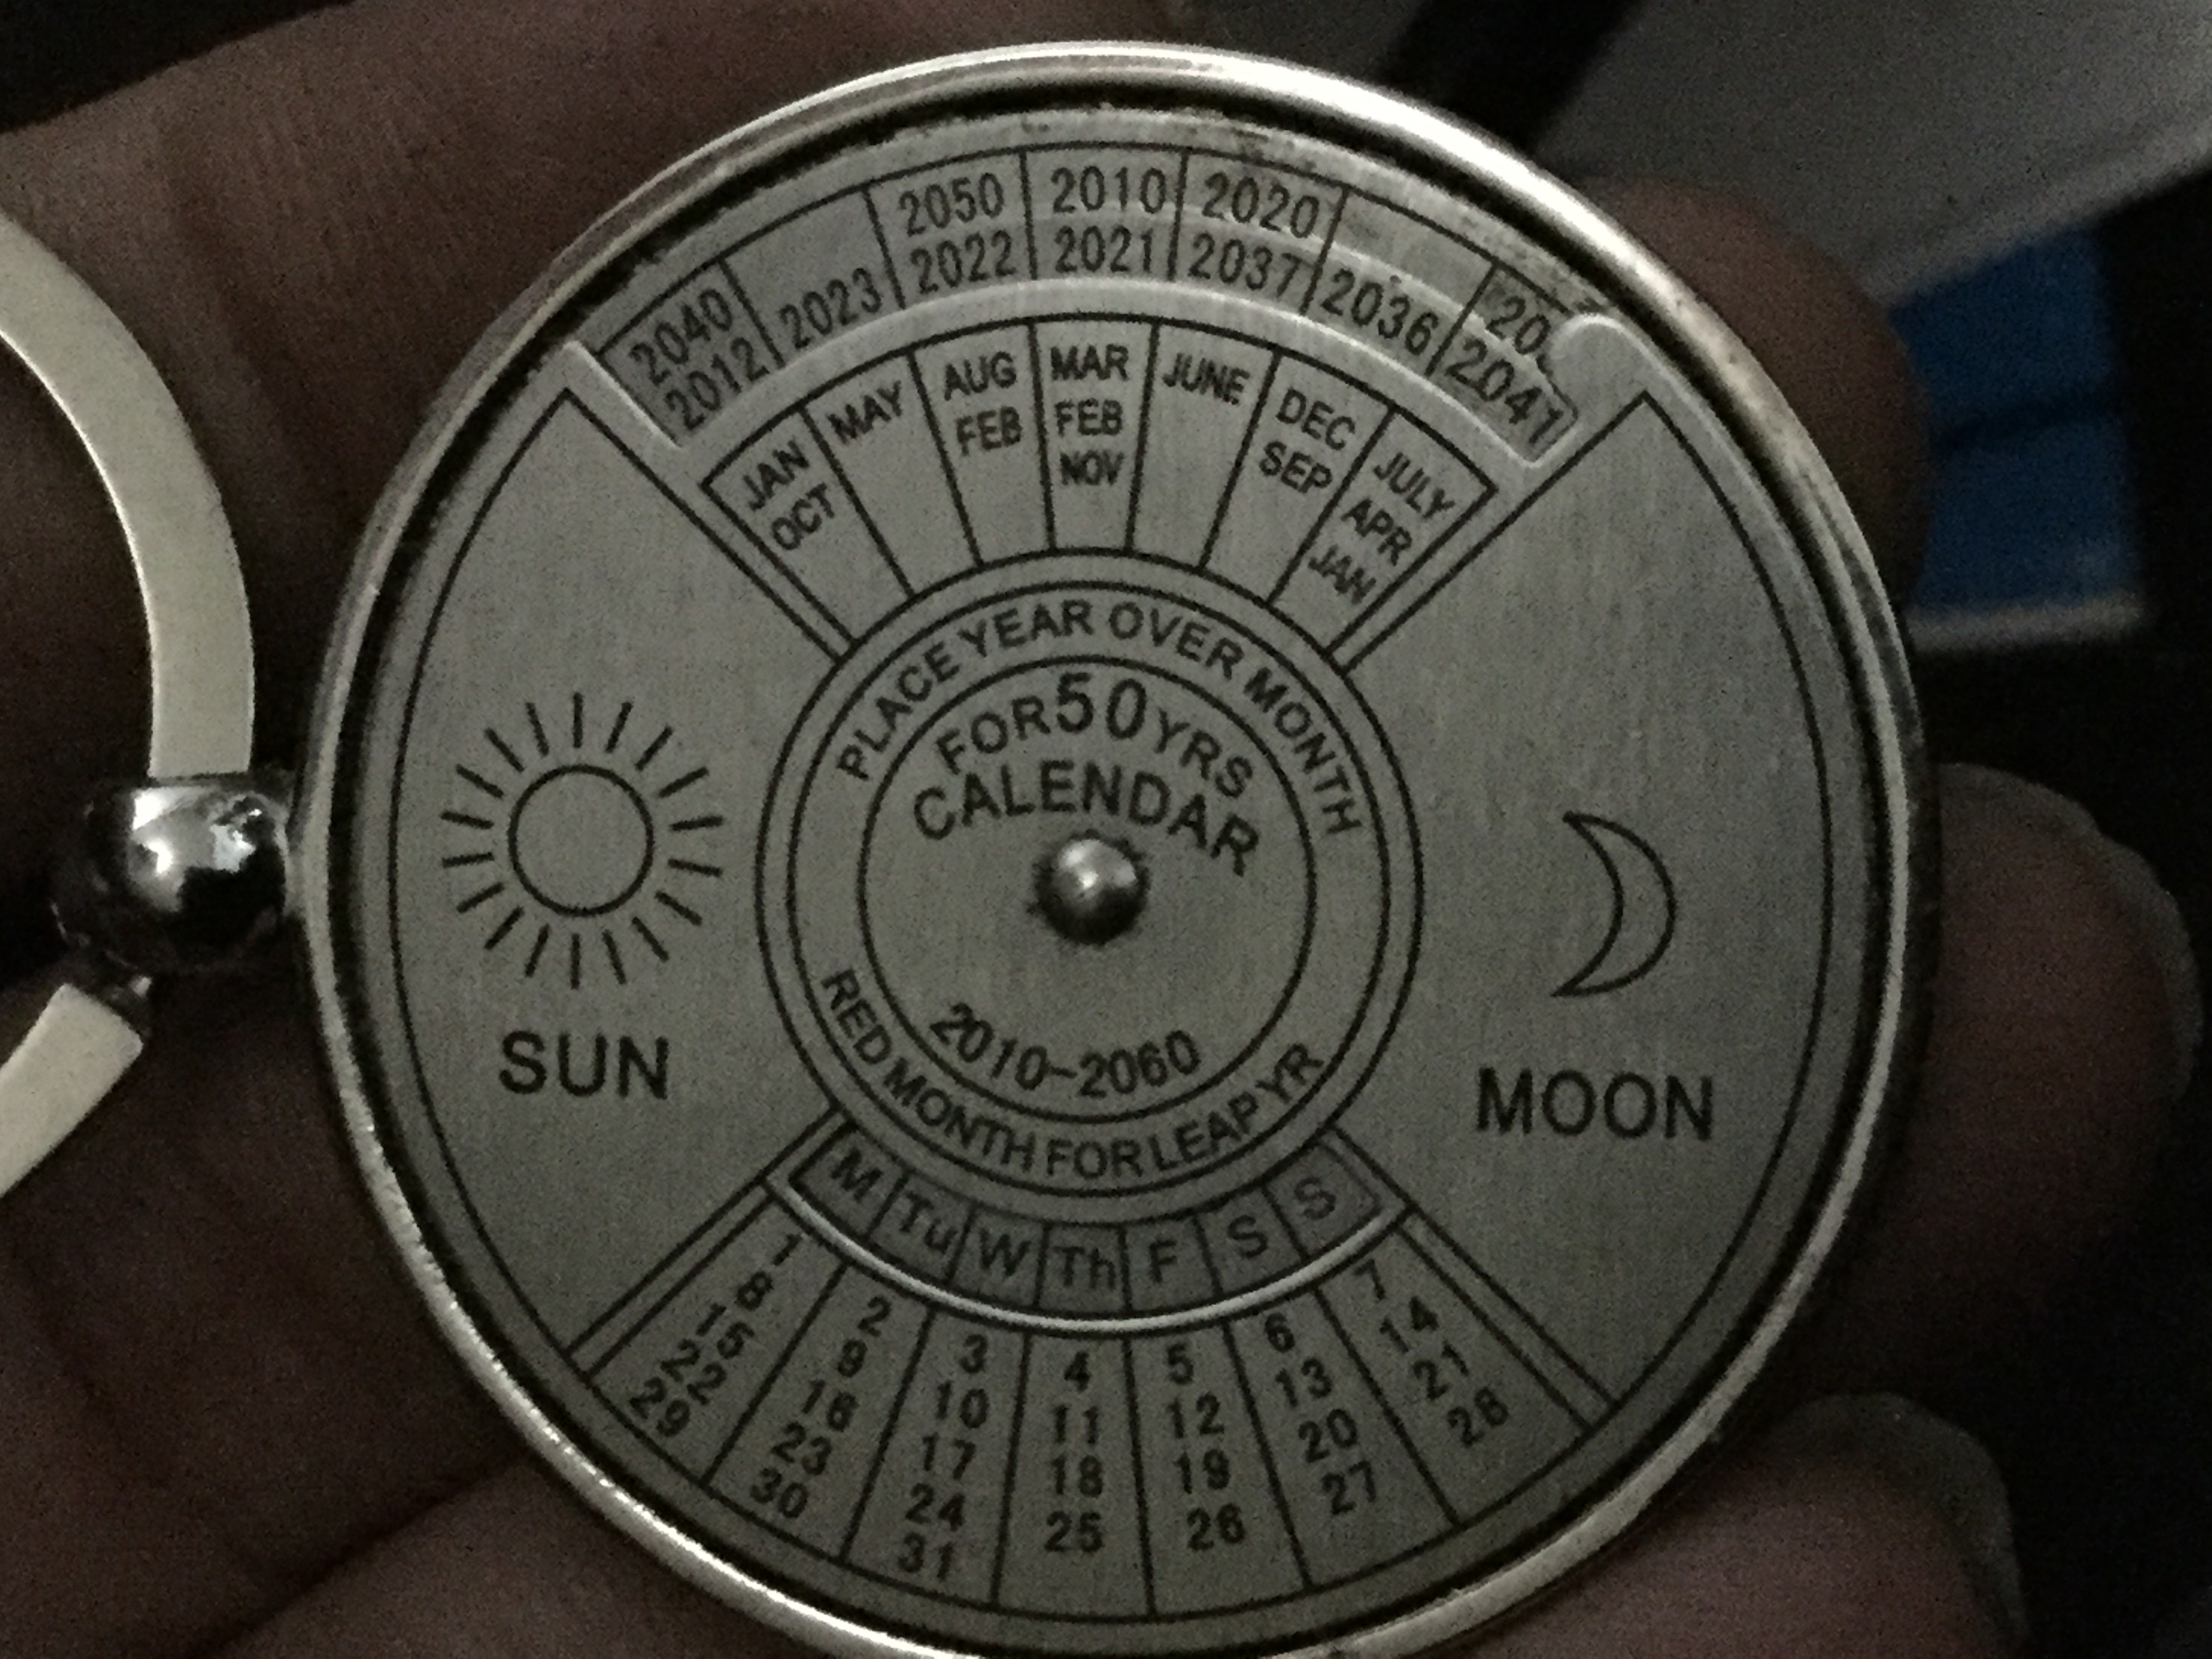 2050 2010 2020
2040 2023 2022 2021 2037 2036
2012 2041
JAN MAY AUG MAR JUNE DEC JULY
OCT FEB FEB SEP APR
NOV JAN
PLACE YEAR OVER MONTH
FOR 50 YRS
CALENDAR
2010-2060
RED MONTH FOR LEAP YR
SUN
MOON
M Tu W Th F S S
1 2 3 4 5 6 7
8 9 10 11 12 13 14
15 16 17 18 19 20 21
22 23 24 25 26 27 28
29 30 31